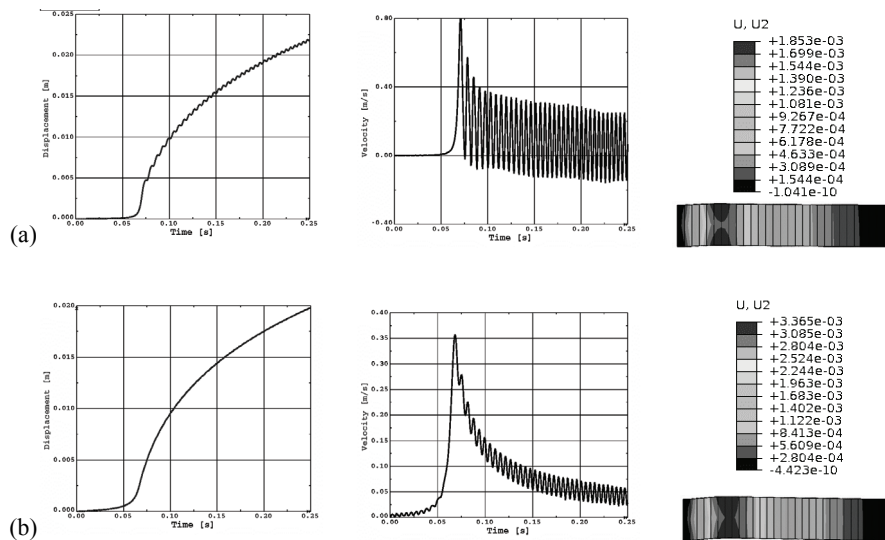 0.025
0.020
0.015
0.010
0.005
0.000
Displacement [m]
0.00 0.05 0.10 0.15 0.20 0.25
Time [s]
0.80
0.40
0.00
-0.40
Velocity [m/s]
0.00 0.05 0.10 0.15 0.20 0.25
Time [s]
U, U2
+1.853e-03
+1.699e-03
+1.544e-03
+1.390e-03
+1.236e-03
+1.081e-03
+9.267e-04
+7.722e-04
+6.178e-04
+4.633e-04
+3.089e-04
+1.544e-04
-1.041e-10
(a)
0.020
0.015
0.010
0.005
0.000
Displacement [m]
0.00 0.05 0.10 0.15 0.20 0.25
Time [s]
0.40
0.35
0.30
0.25
0.20
0.15
0.10
0.05
0.00
Velocity [m/s]
0.00 0.05 0.10 0.15 0.20 0.25
Time [s]
U, U2
+3.365e-03
+3.085e-03
+2.804e-03
+2.524e-03
+2.244e-03
+1.963e-03
+1.683e-03
+1.402e-03
+1.122e-03
+8.413e-04
+5.609e-04
+2.804e-04
-4.423e-10
(b)